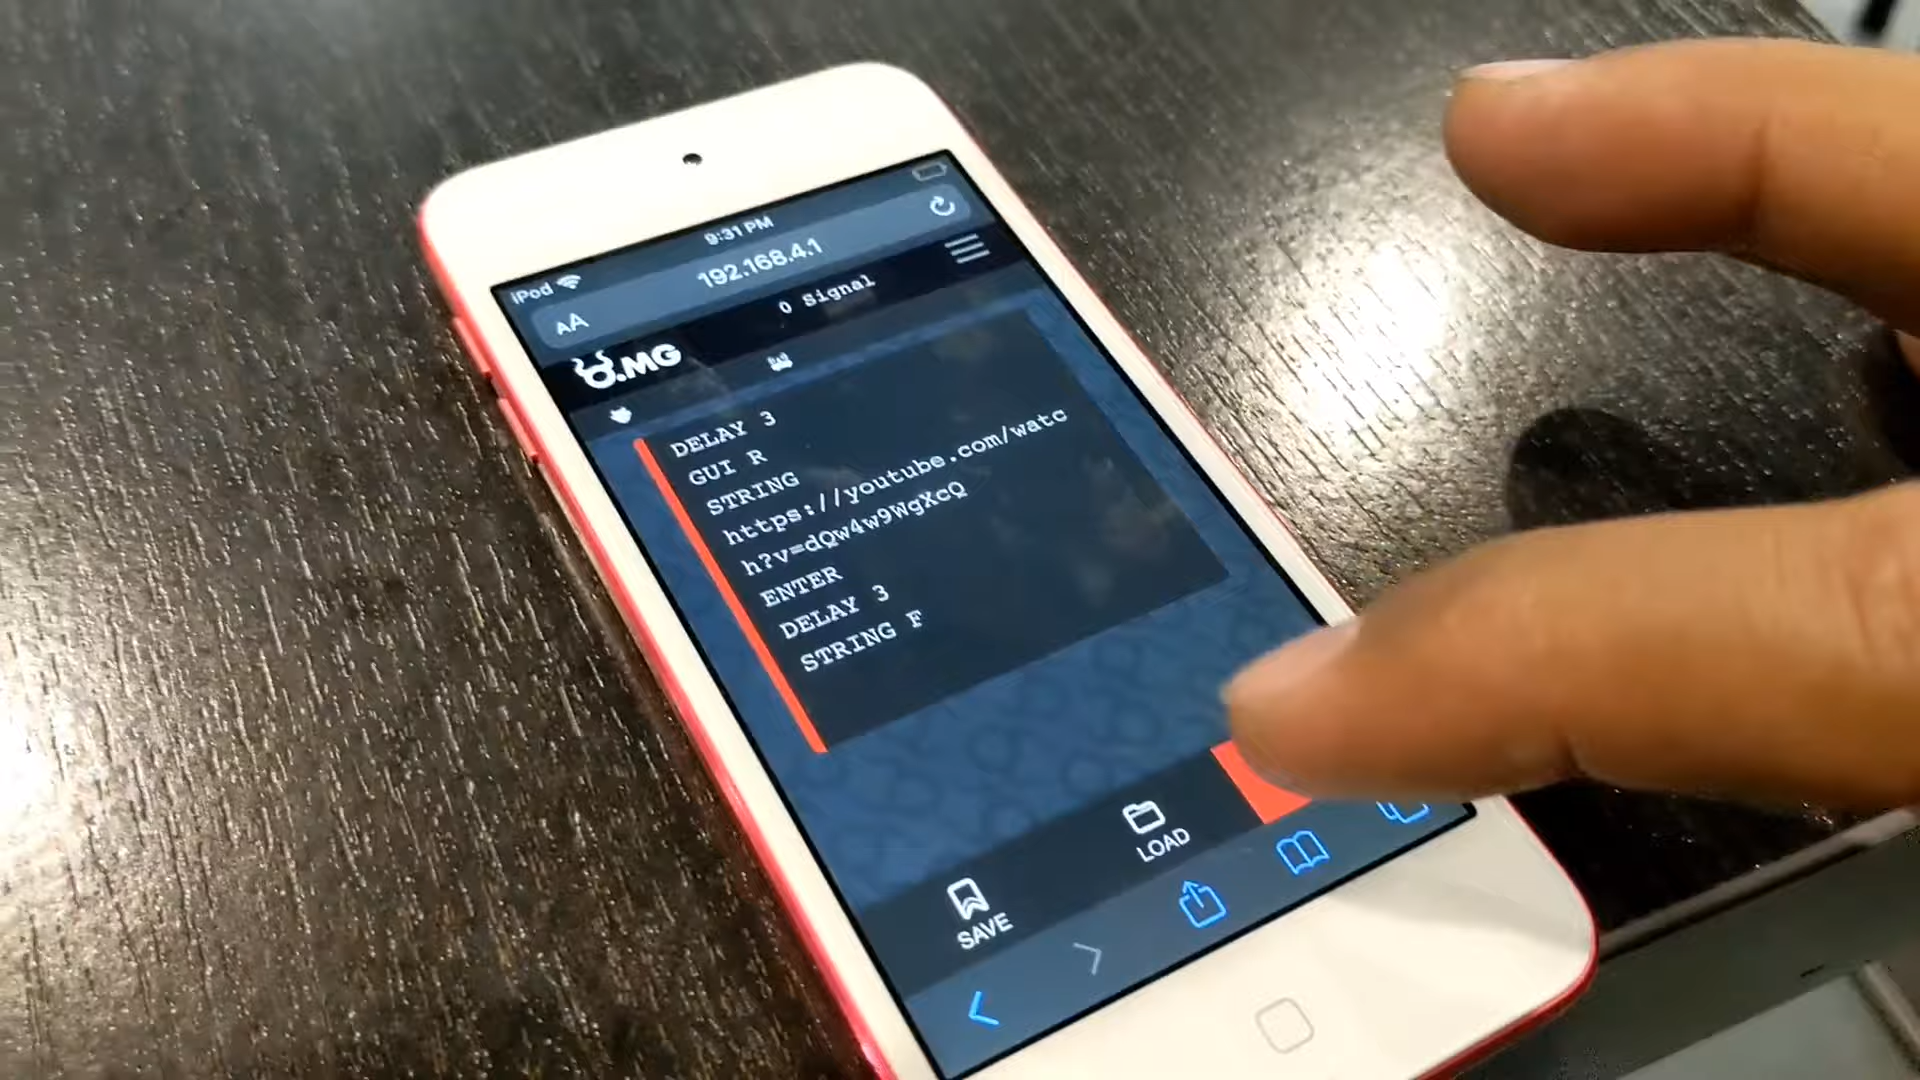 9:31 PM
iPod
192.168.4.1
AA
0 Signal
O.MG
DELAY 3
GUI R
STRING
https://youtube.com/watc
h?v=dQw4w9WgXcQ
ENTER
DELAY 3
STRING F
LOAD
SAVE